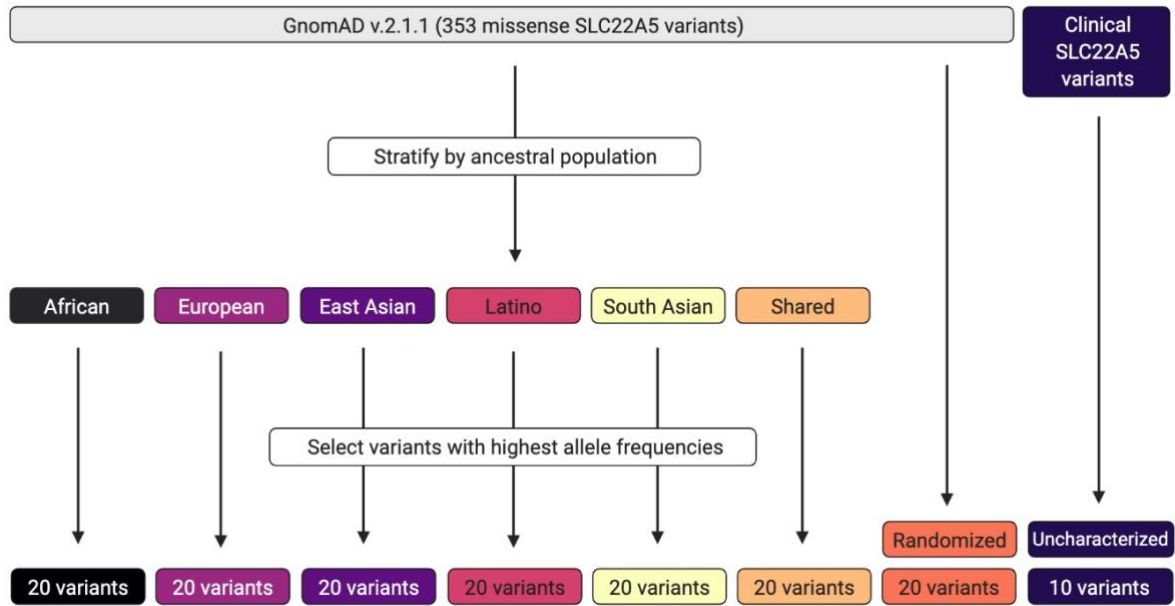 GnomAD v.2.1.1 (353 missense SLC22A5 variants)
Clinical
SLC22A5
variants
Stratify by ancestral population
African
European
East Asian
Latino
South Asian
Shared
Select variants with highest allele frequencies
Randomized
Uncharacterized
20 variants
20 variants
20 variants
20 variants
20 variants
20 variants
20 variants
10 variants